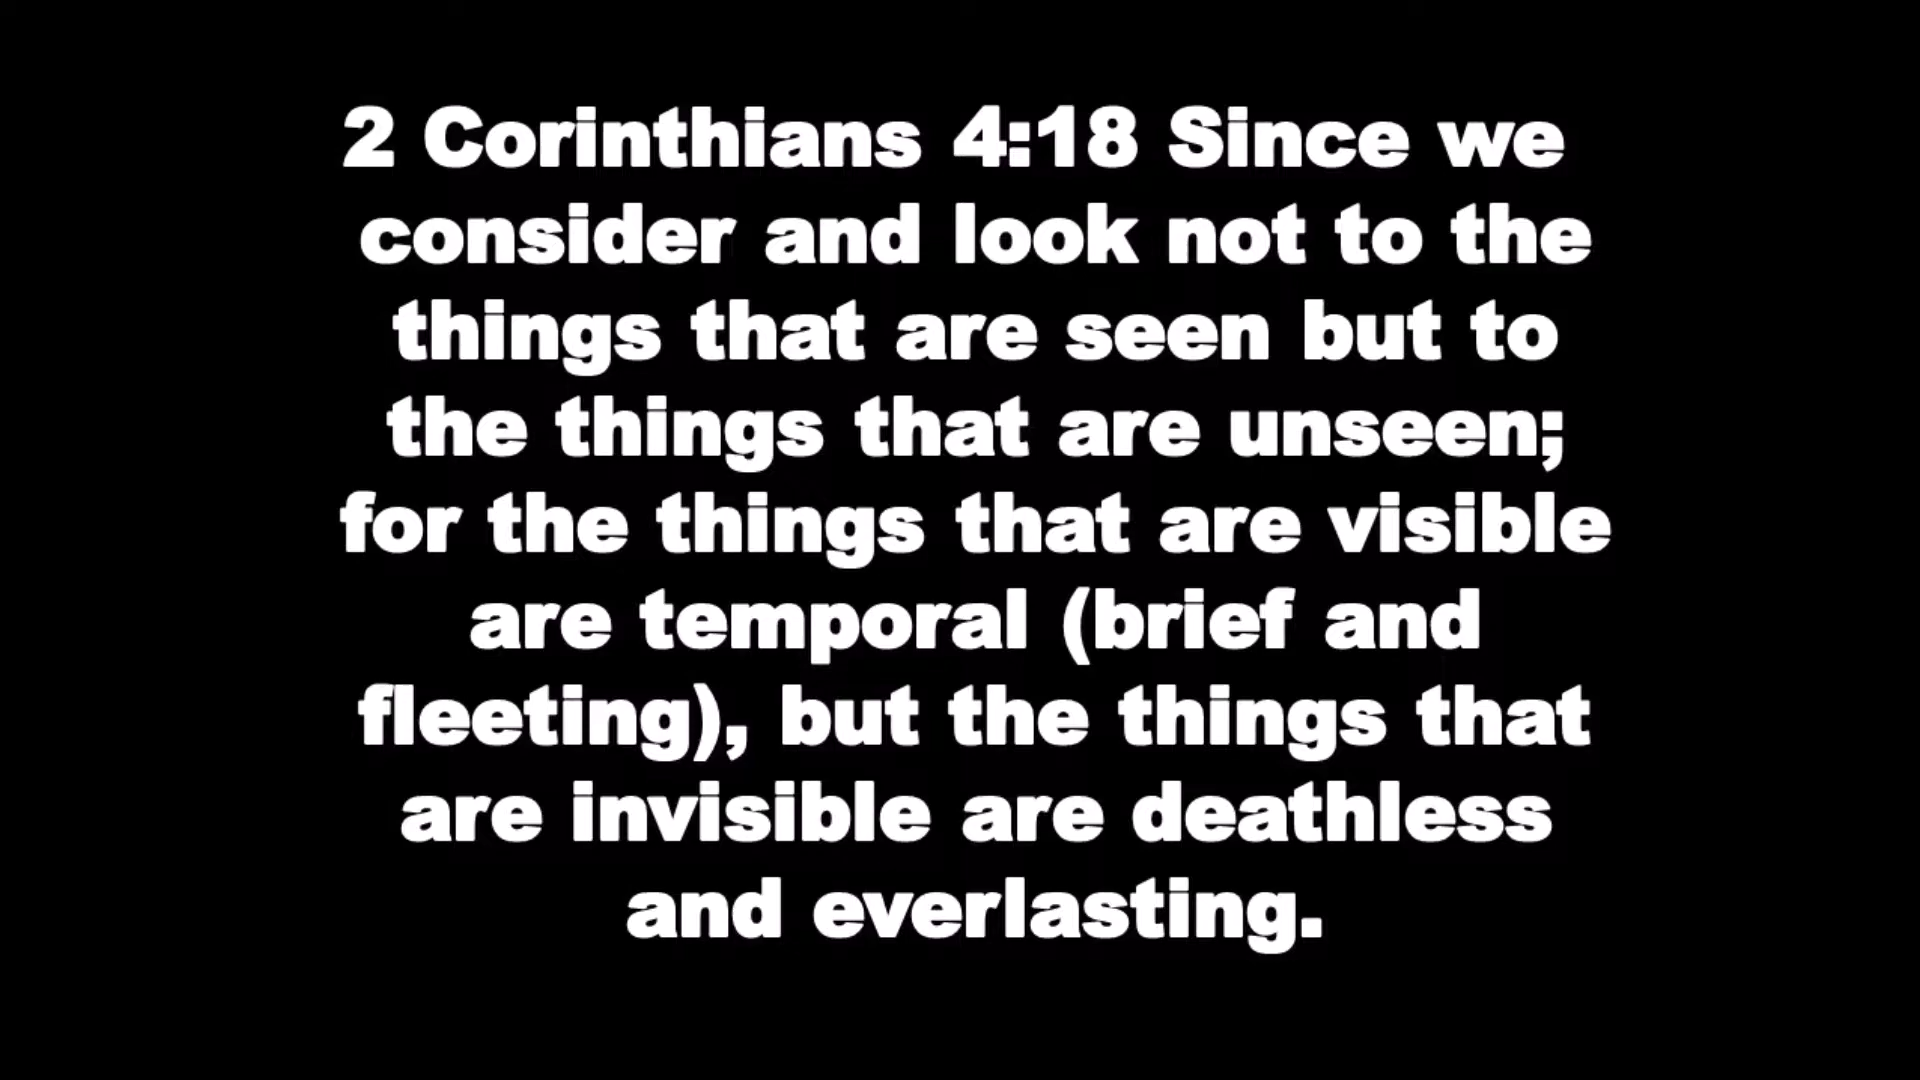 2 Corinthians 4:18 Since we
consider and look not to the
things that are seen but to
the things that are unseen;
for the things that are visible
are temporal (brief and
fleeting), but the things that
are invisible are deathless
and everlasting.